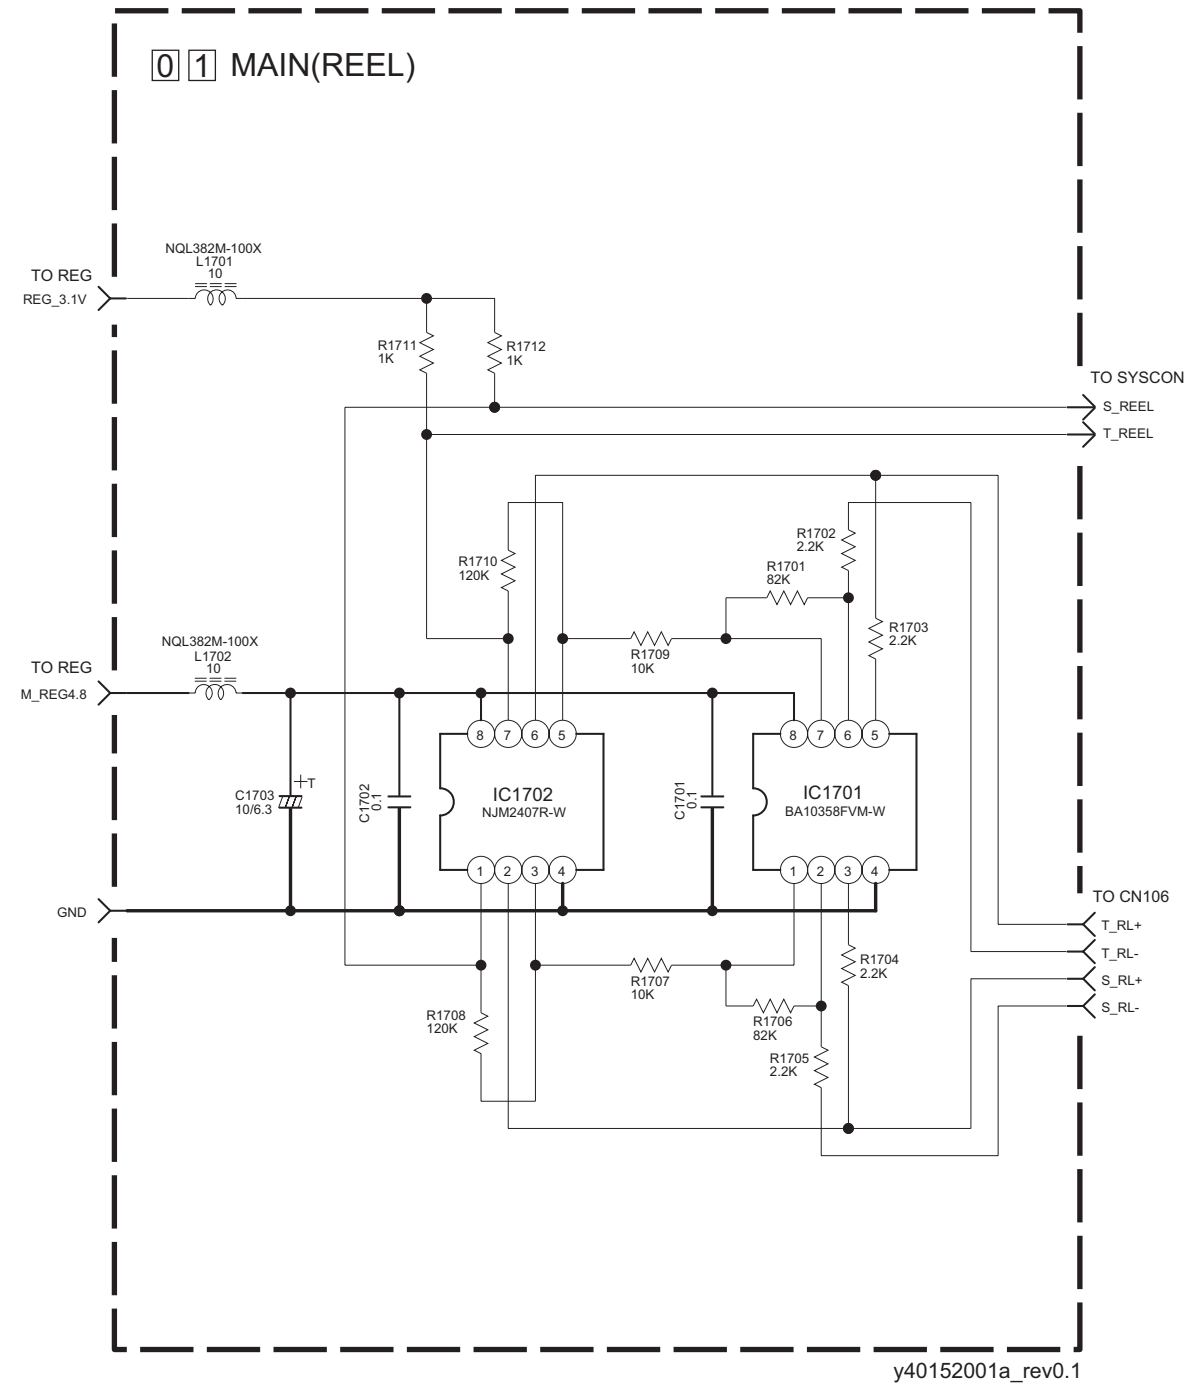 0 1 MAIN(REEL)
NQL382M-100X
L1701
10
TO REG
REG_3.1V
R1711
1K
R1712
1K
TO SYSCON
S_REEL
T_REEL
R1710
120K
R1702
2.2K
R1701
82K
R1703
2.2K
R1709
10K
NQL382M-100X
L1702
10
TO REG
M_REG4.8
8 7 6 5
8 7 6 5
C1703
10/6.3
+T
C1702
0.1
IC1702
NJM2407R-W
C1701
0.1
IC1701
BA10358FVM-W
1 2 3 4
1 2 3 4
GND
TO CN106
T_RL+
T_RL-
S_RL+
S_RL-
R1704
2.2K
R1707
10K
R1708
120K
R1706
82K
R1705
2.2K
y40152001a_rev0.1